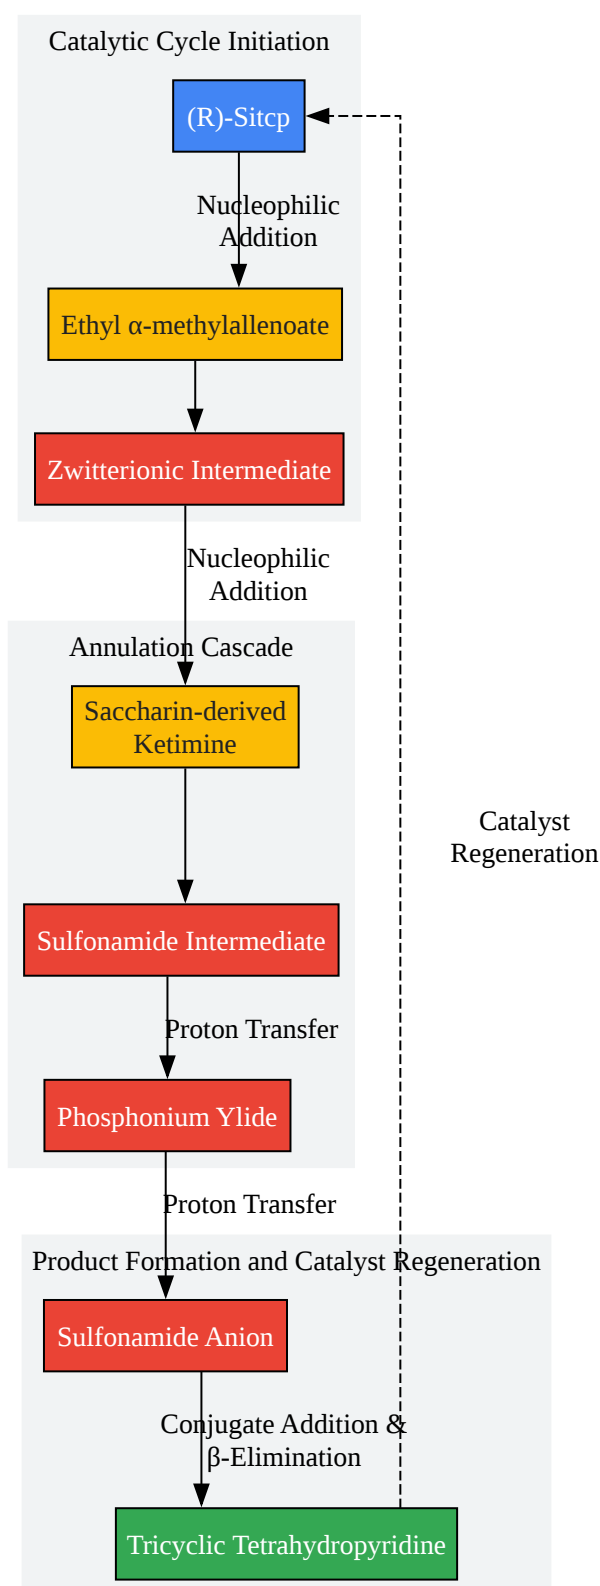 Catalytic Cycle Initiation
(R)-Sitcp
Nucleophilic
Addition
Ethyl α-methylallenoate
Zwitterionic Intermediate
Nucleophilic
Addition
Annulation Cascade
Saccharin-derived
Ketimine
Catalyst
Regeneration
Sulfonamide Intermediate
Proton Transfer
Phosphonium Ylide
Proton Transfer
Product Formation and Catalyst Regeneration
Sulfonamide Anion
Conjugate Addition &
β-Elimination
Tricyclic Tetrahydropyridine